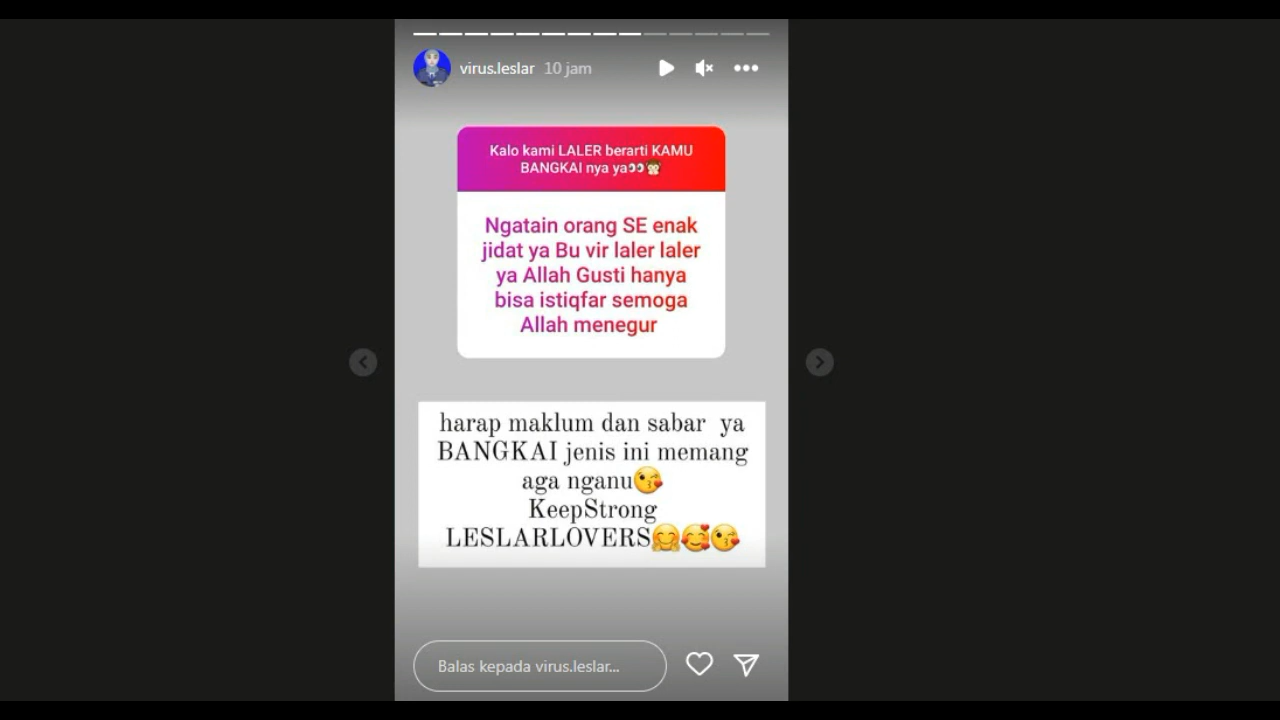 virus.leslar 10 jam
Kalo kami LALER berarti KAMU
BANGKAI nya ya👀🙊
Ngatain orang SE enak
jidat ya Bu vir laler laler
ya Allah Gusti hanya
bisa istiqfar semoga
Allah menegur
harap maklum dan sabar ya
BANGKAI jenis ini memang
aga nganu😘
KeepStrong
LESLARLOVERS🤗🥰😘
Balas kepada virus.leslar...